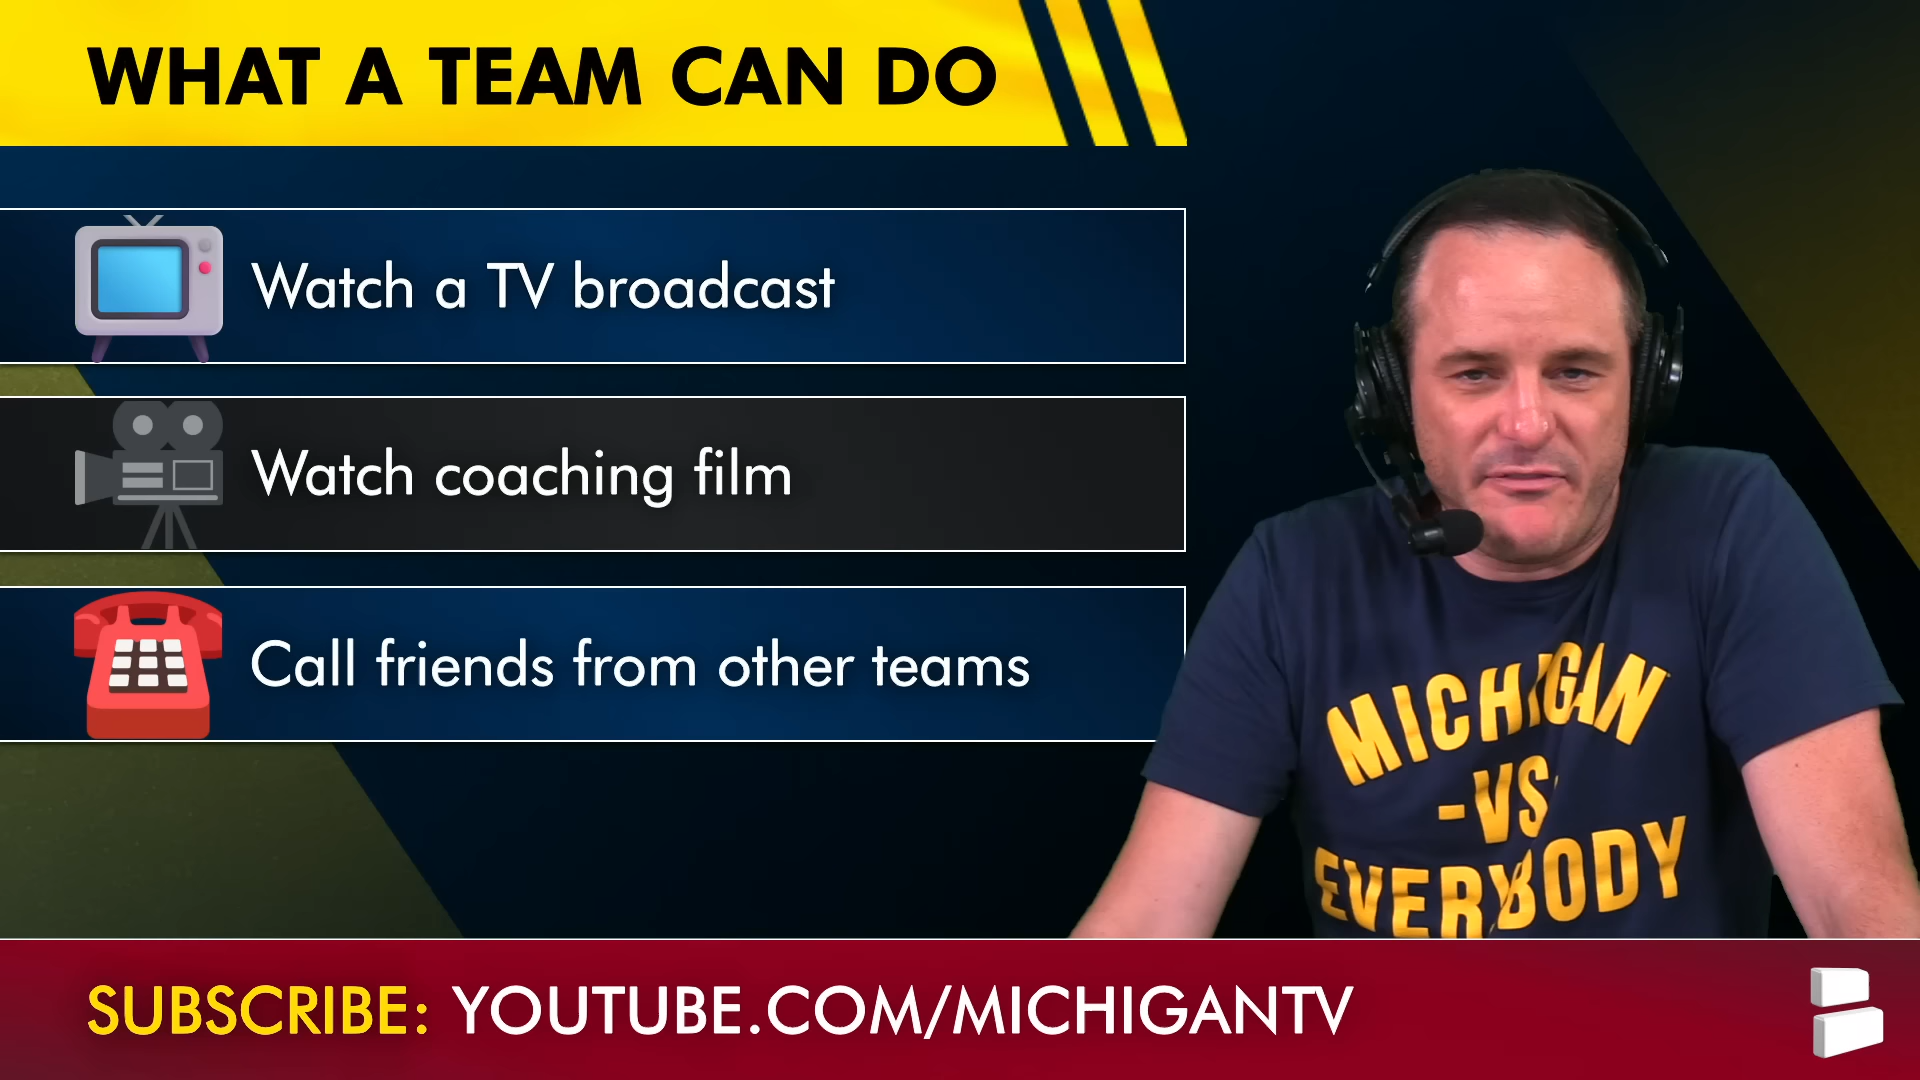 WHAT A TEAM CAN DO
Watch a TV broadcast
Watch coaching film
Call friends from other teams
MICHIGAN
-VS-
EVERYBODY
SUBSCRIBE: YOUTUBE.COM/MICHIGANTV